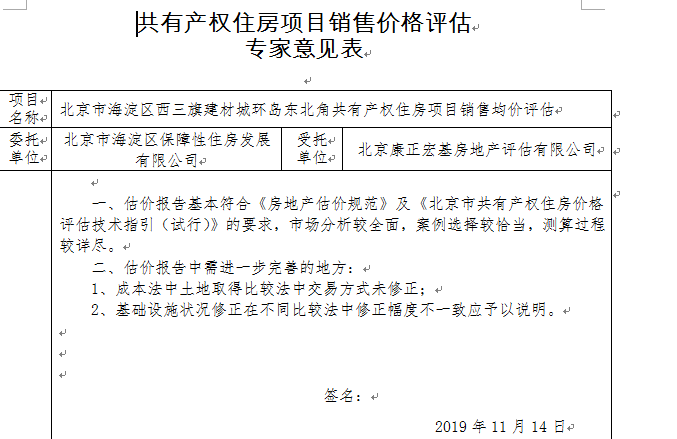 共有产权住房项目销售价格评估
专家意见表
项目名称 北京市海淀区西三旗建材城环岛东北角共有产权住房项目销售均价评估
委托单位 北京市海淀区保障性住房发展有限公司 受托单位 北京康正宏基房地产评估有限公司
一、估价报告基本符合《房地产估价规范》及《北京市共有产权住房价格
评估技术指引（试行）》的要求，市场分析较全面，案例选择较恰当，测算过程
较详尽。
二、估价报告中需进一步完善的地方：
1、成本法中土地取得比较法中交易方式未修正；
2、基础设施状况修正在不同比较法中修正幅度不一致应予以说明。
签名：
2019年11月14日